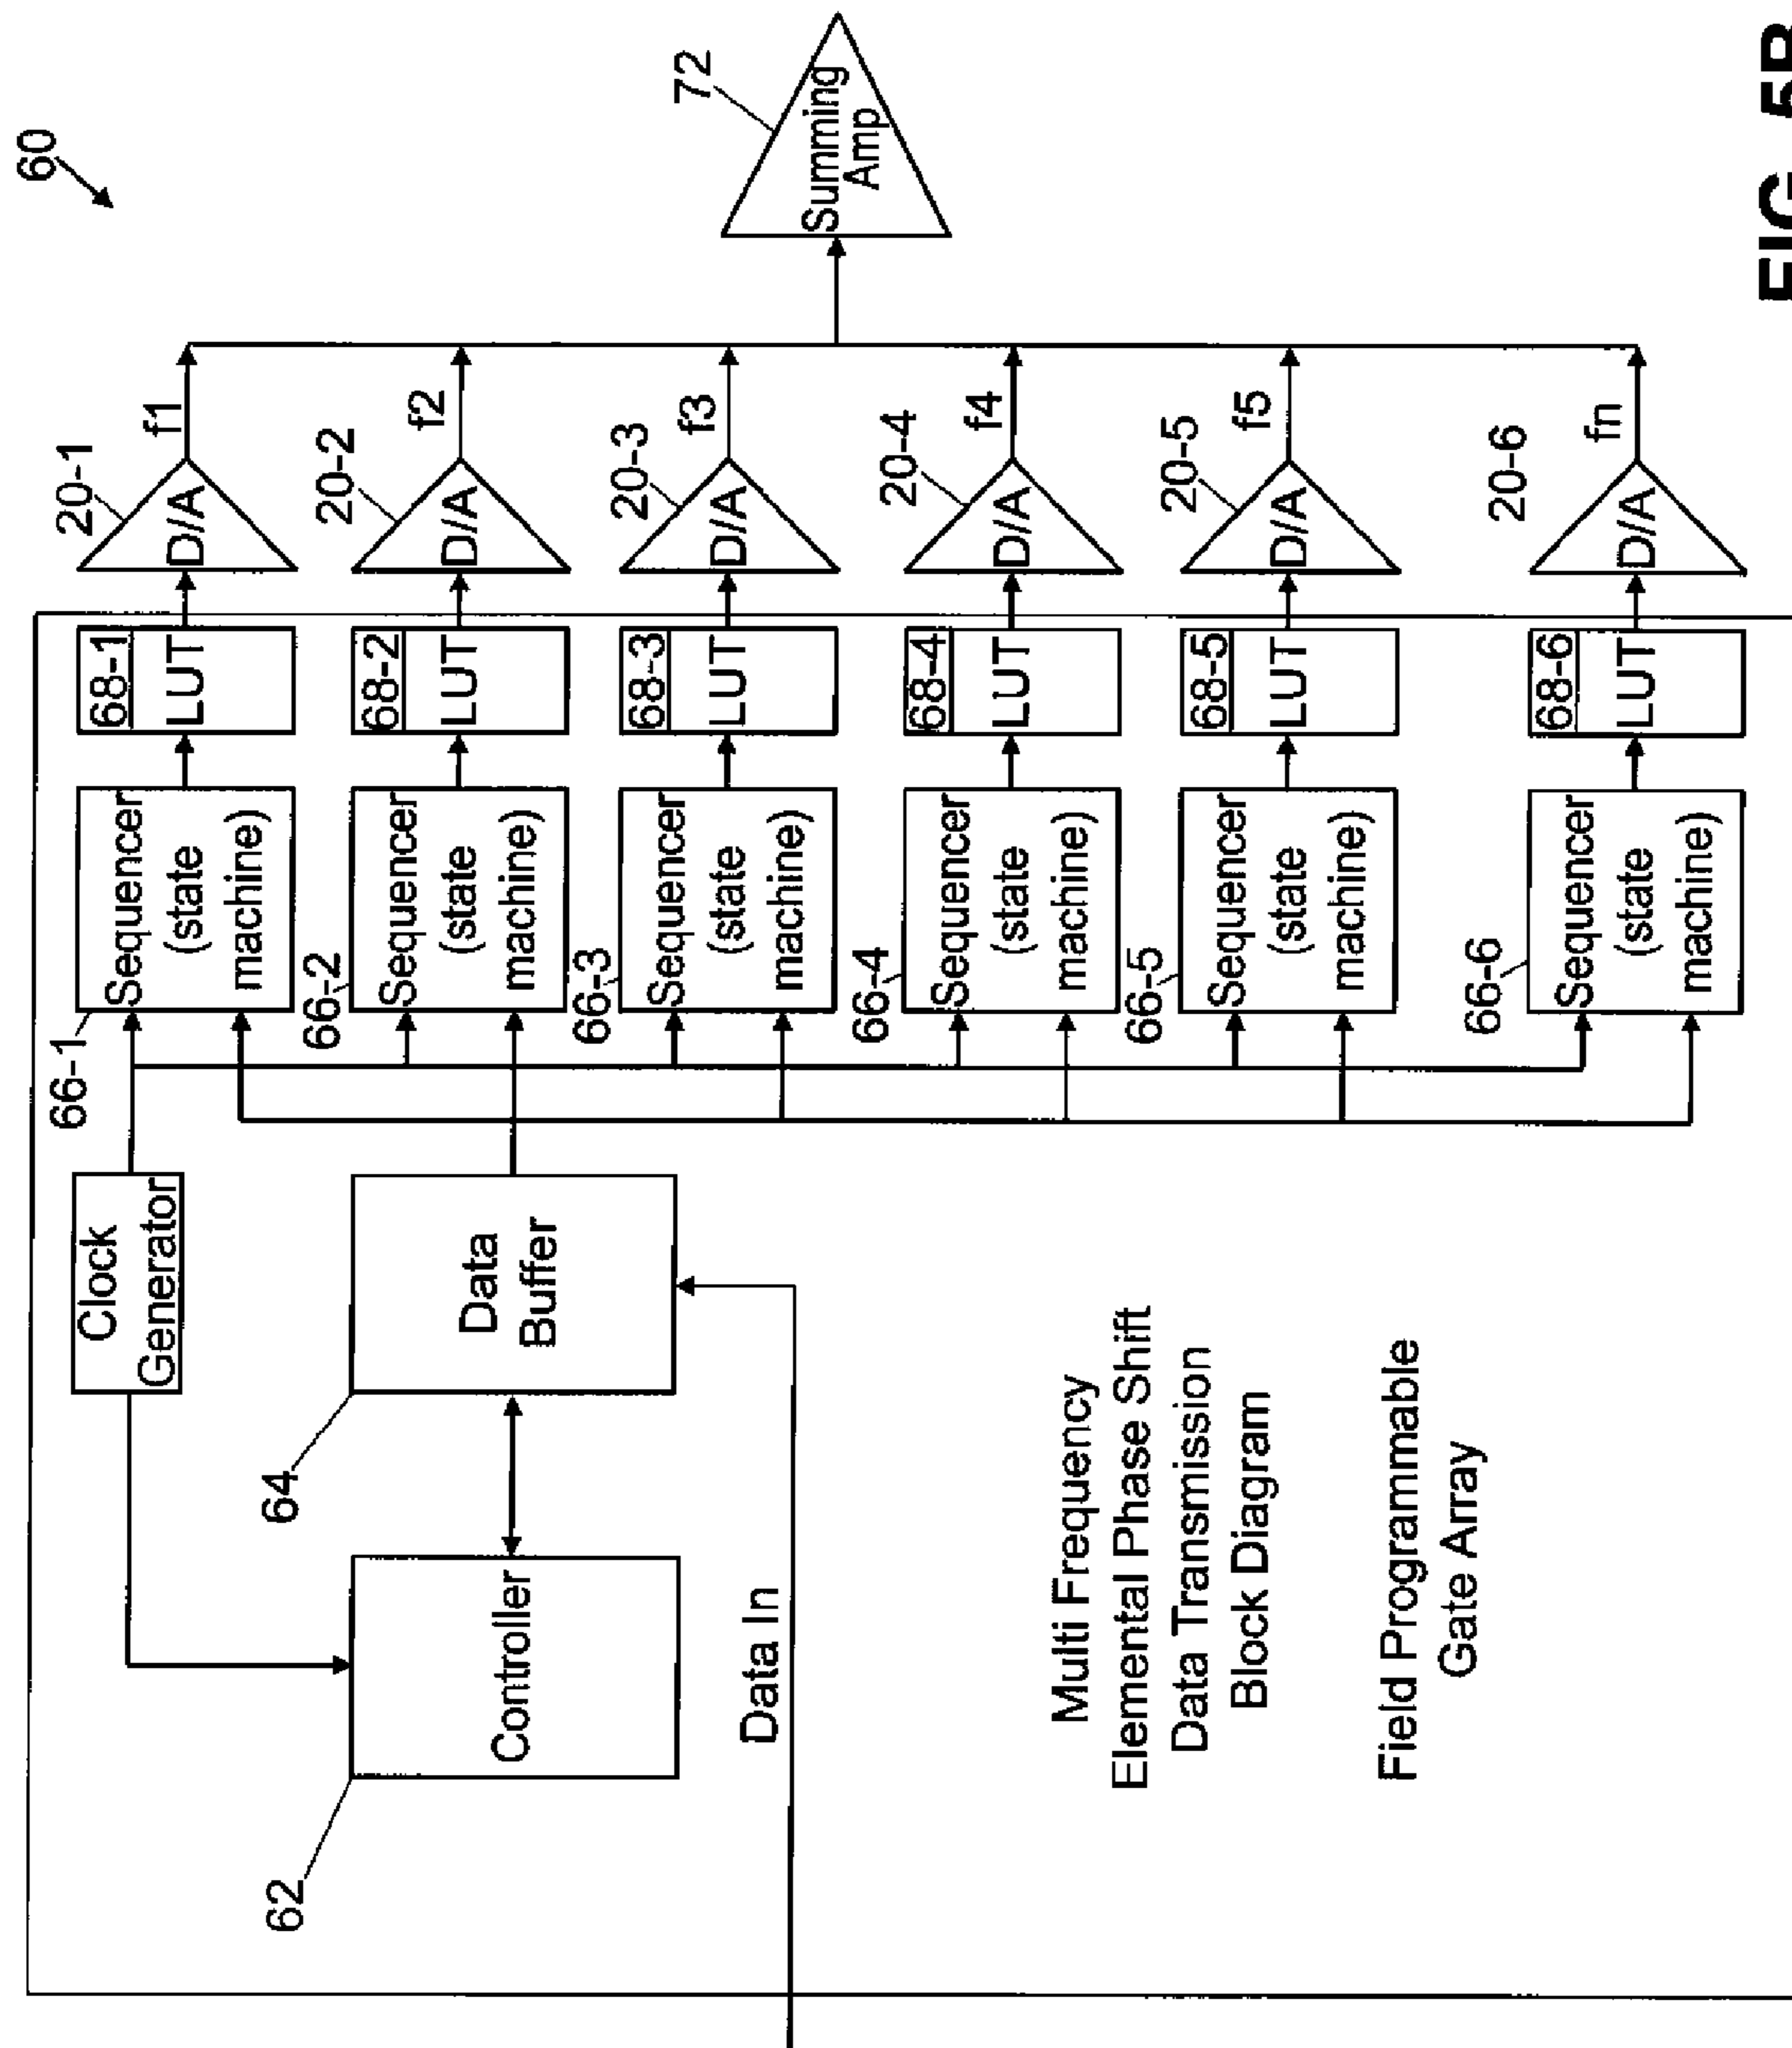 60
72
Summing
Amp
20-1
f1
D/A
68-1
LUT
Sequencer
(state
machine)
66-1
20-2
f2
D/A
68-2
LUT
Sequencer
(state
machine)
66-2
20-3
f3
D/A
68-3
LUT
Sequencer
(state
machine)
66-3
20-4
f4
D/A
68-4
LUT
Sequencer
(state
machine)
66-4
20-5
f5
D/A
68-5
LUT
Sequencer
(state
machine)
66-5
20-6
fn
D/A
68-6
LUT
Sequencer
(state
machine)
66-6
Clock
Generator
Data
Buffer
64
Controller
62
Data In
Multi Frequency
Elemental Phase Shift
Data Transmission
Block Diagram
Field Programmable
Gate Array
FIG. 5B